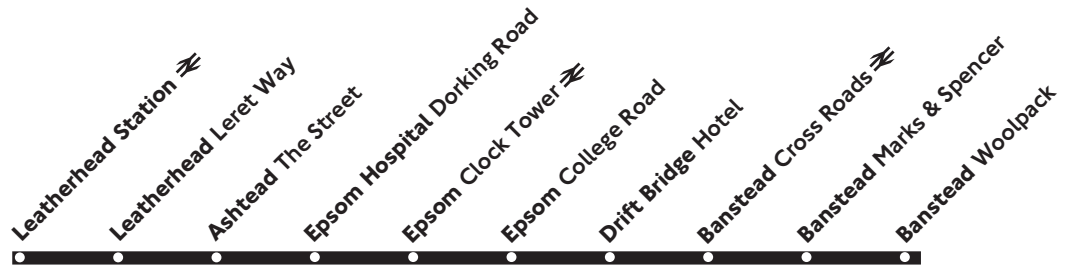 Leatherhead Station
Leatherhead Leret Way
Ashtead The Street
Epsom Hospital Dorking Road
Epsom Clock Tower
Epsom College Road
Drift Bridge Hotel
Banstead Cross Roads
Banstead Marks & Spencer
Banstead Woolpack